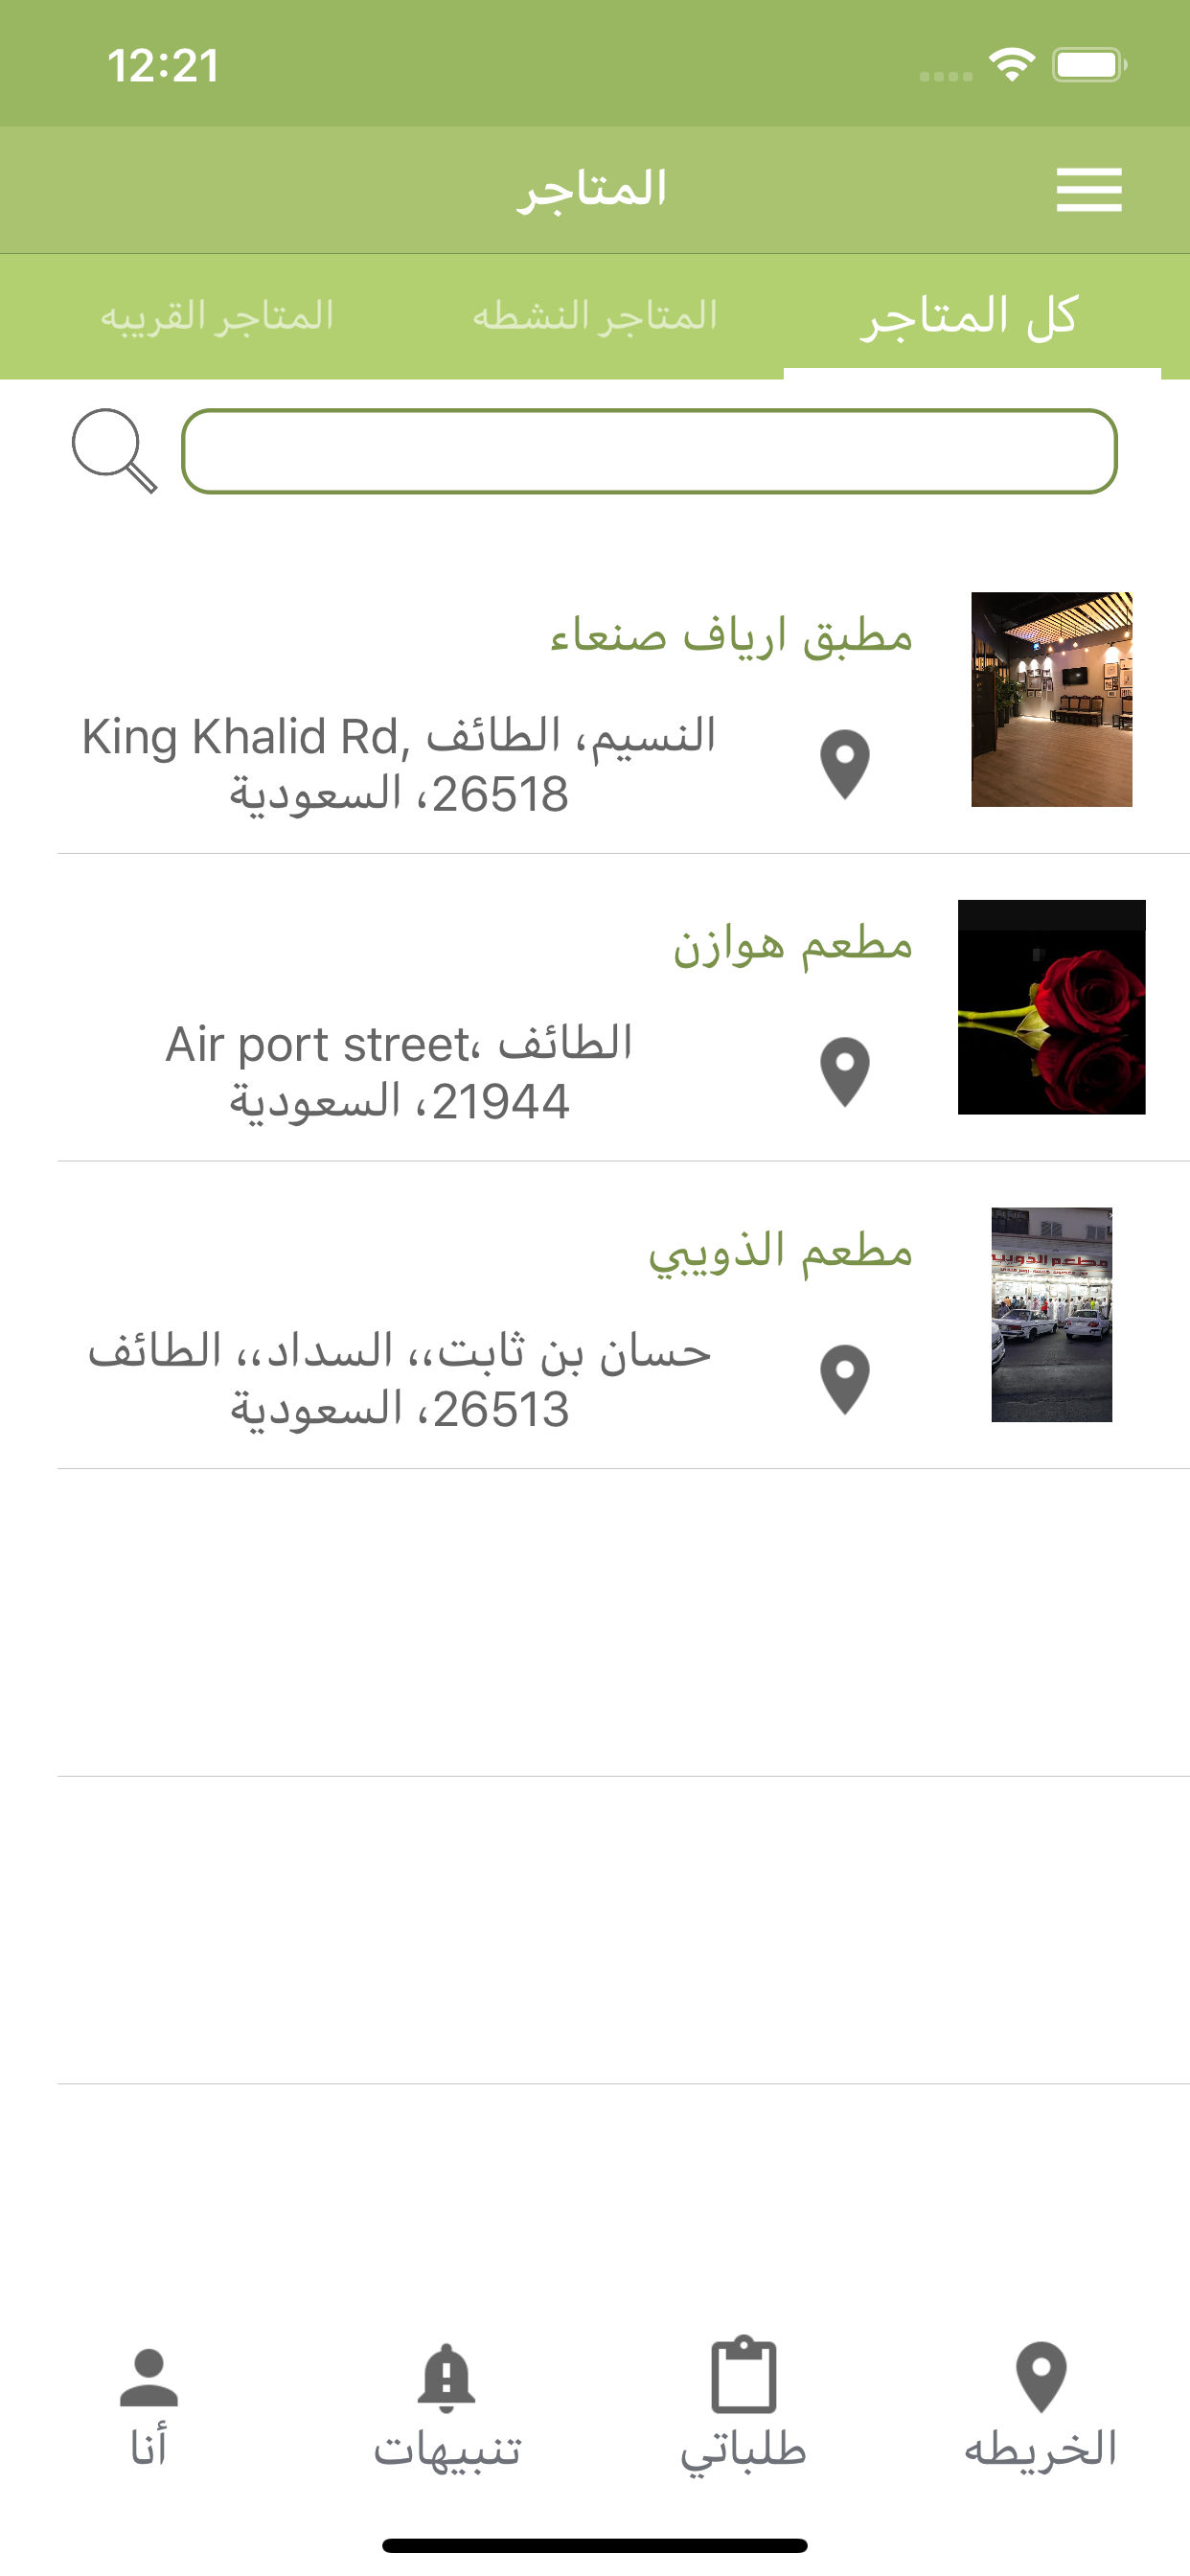 12:21
المتاجر
كل المتاجر
المتاجر النشطه
المتاجر القريبه
مطبق ارياف صنعاء
King Khalid Rd, النسيم، الطائف
26518، السعودية
مطعم هوازن
Air port street، الطائف
21944، السعودية
مطعم الذويبي
حسان بن ثابت،، السداد،، الطائف
26513، السعودية
مطعم الذويبي
الخريطه
طلباتي
تنبيهات
أنا